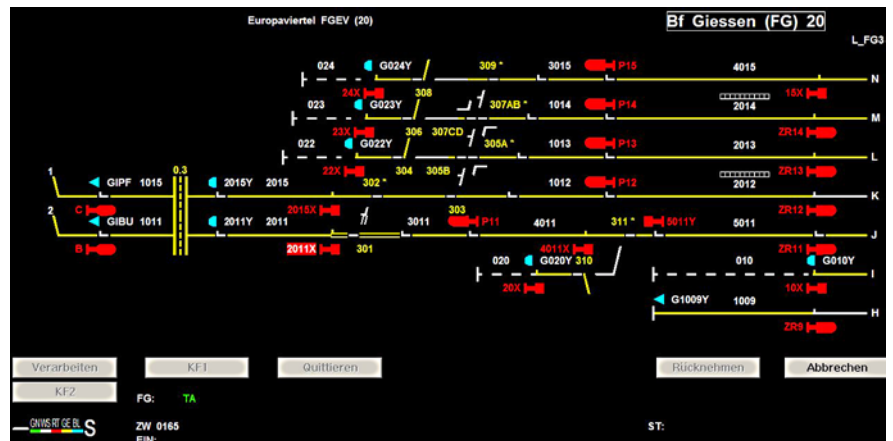 Europaviertel FGEV (20) Bf Giessen (FG) 20
L_FG3
024 G024Y 309 * 3015 P15 4015 N
24X 308 15X
023 G023Y 307AB * 1014 P14 2014 M
23X 306 307CD ZR14
022 G022Y 305A * 1013 P13 2013 L
22X 304 305B ZR13
1 0.3
GIPF 1015 2015Y 2015 302 * 1012 P12 2012 K
C 2015X 303 ZR12
2 GIBU 1011 2011Y 2011 3011 P11 4011 311 * 5011Y 5011 J
B 2011X 301 4011X ZR11
020 G020Y 310 010 G010Y I
20X 10X
G1009Y 1009 H
ZR9
Verarbeiten KF1 Quittieren Rücknehmen Abbrechen
KF2 FG: TA
GNWSRT GE BL S ZW 0165 ST:
EIN: